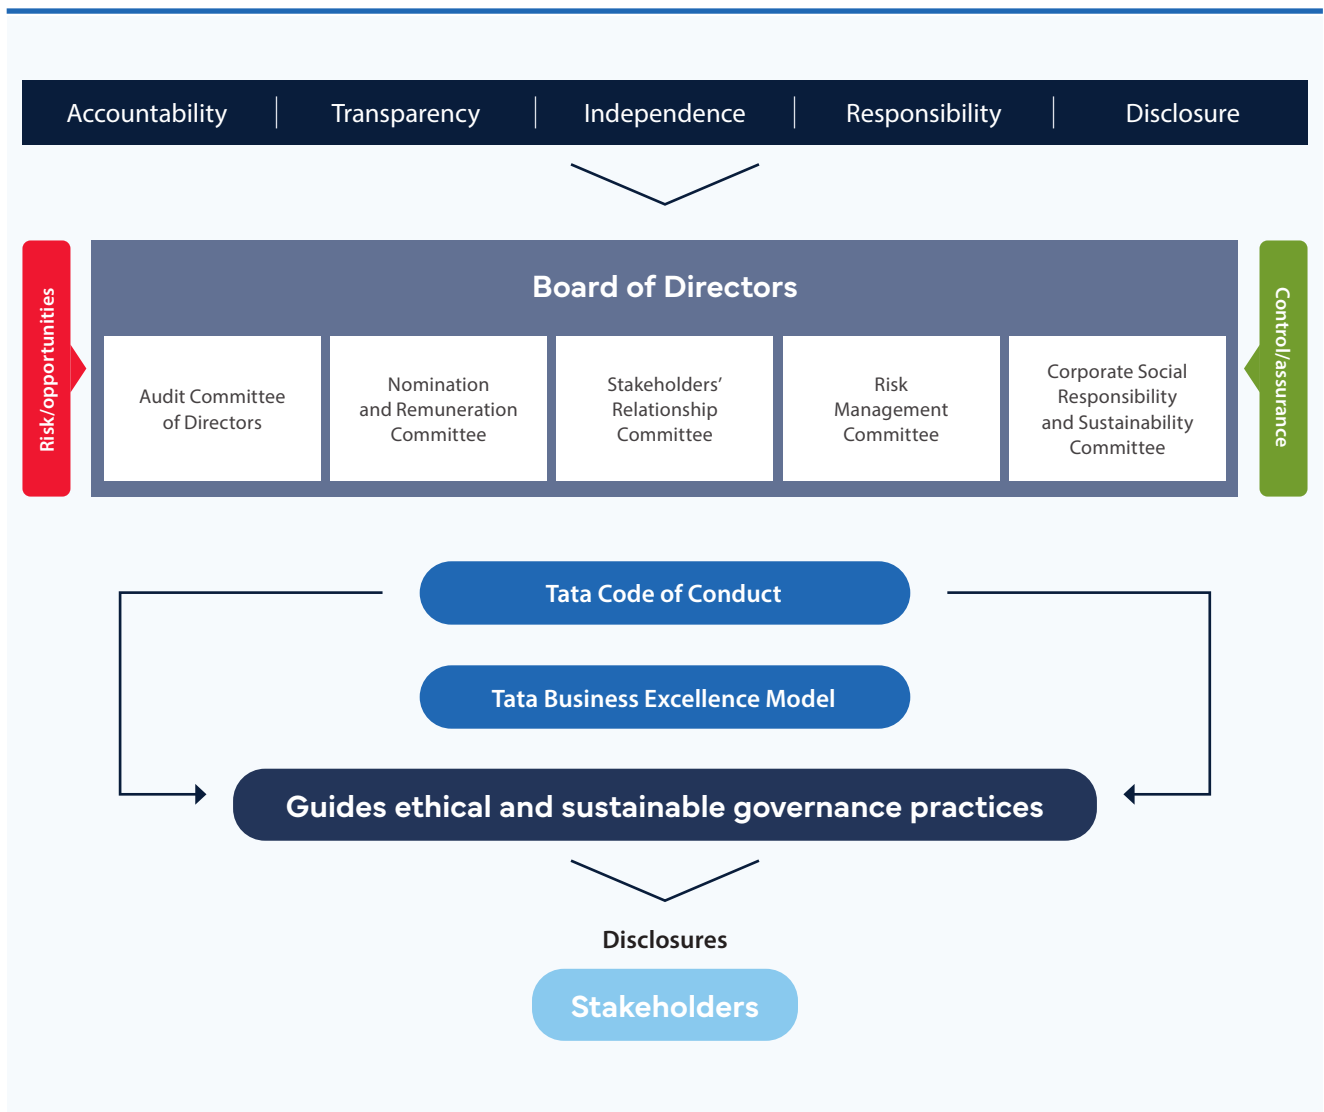 Accountability
Transparency
Independence
Responsibility
Disclosure
Risk/opportunities
Board of Directors
Control/assurance
Audit Committee
of Directors
Nomination
and Remuneration
Committee
Stakeholders’
Relationship
Committee
Risk
Management
Committee
Corporate Social
Responsibility
and Sustainability
Committee
Tata Code of Conduct
Tata Business Excellence Model
Guides ethical and sustainable governance practices
Disclosures
Stakeholders